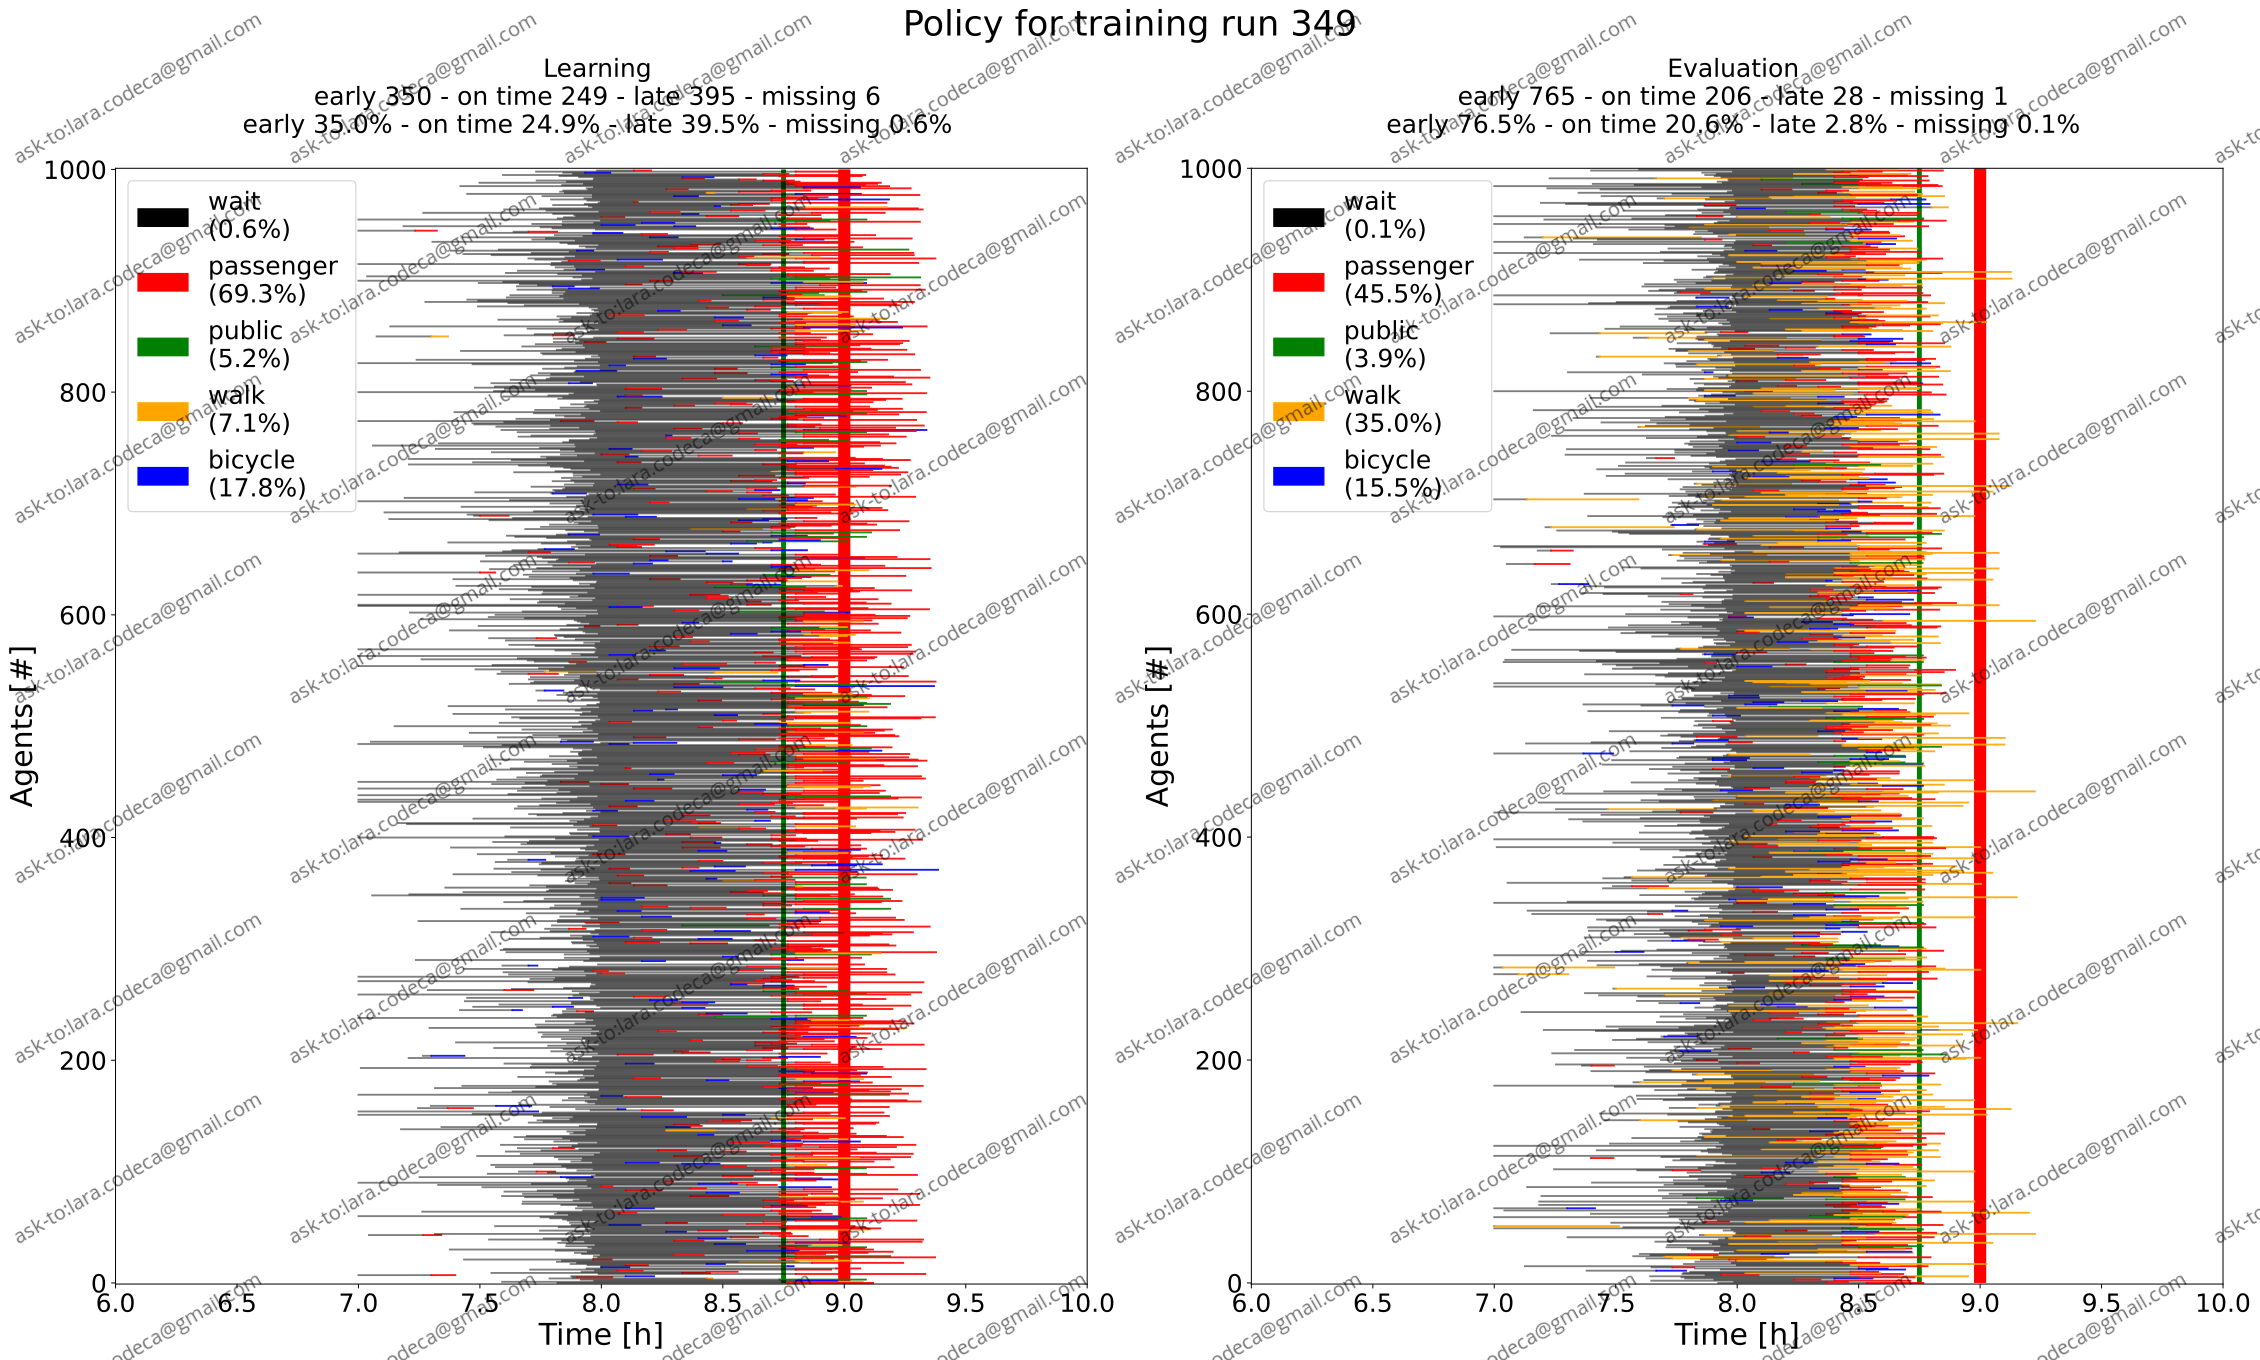 Policy for training run 349
Learning
early 350 - on time 249 - late 395 - missing 6
early 35.0% - on time 24.9% - late 39.5% - missing 0.6%
1000
800
600
400
200
0
Agents [#]
wait
(0.6%)
passenger
(69.3%)
public
(5.2%)
walk
(7.1%)
bicycle
(17.8%)
6.0 6.5 7.0 7.5 8.0 8.5 9.0 9.5 10.0
Time [h]
Evaluation
early 765 - on time 206 - late 28 - missing 1
early 76.5% - on time 20.6% - late 2.8% - missing 0.1%
1000
800
600
400
200
0
Agents [#]
wait
(0.1%)
passenger
(45.5%)
public
(3.9%)
walk
(35.0%)
bicycle
(15.5%)
6.0 6.5 7.0 7.5 8.0 8.5 9.0 9.5 10.0
Time [h]
ask-to:lara.codeca@gmail.com